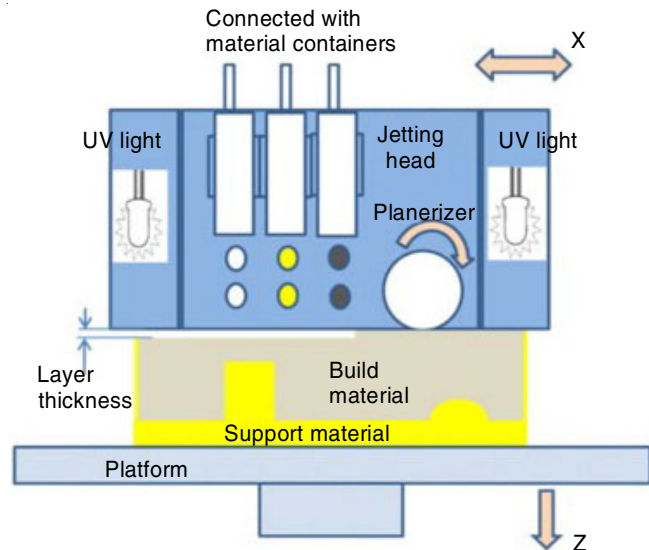 Connected with
material containers
X
UV light
Jetting
head
UV light
Planerizer
Layer
thickness
Build
material
Support material
Platform
Z